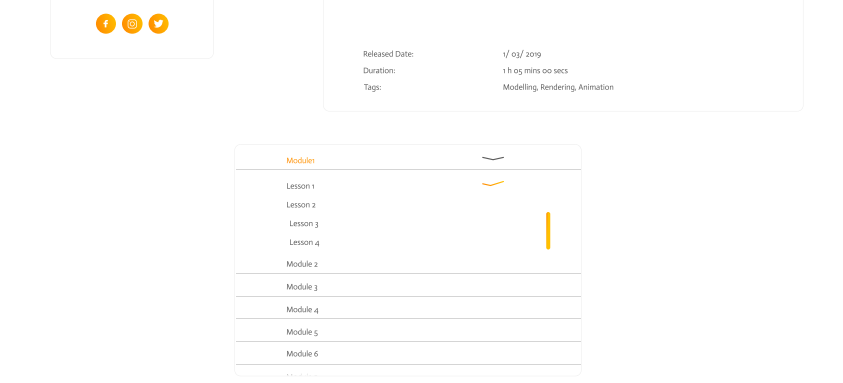 Released Date: 1/ 03/ 2019
Duration: 1 h 05 mins 00 secs
Tags: Modelling, Rendering, Animation
Module1
Lesson 1
Lesson 2
Lesson 3
Lesson 4
Module 2
Module 3
Module 4
Module 5
Module 6